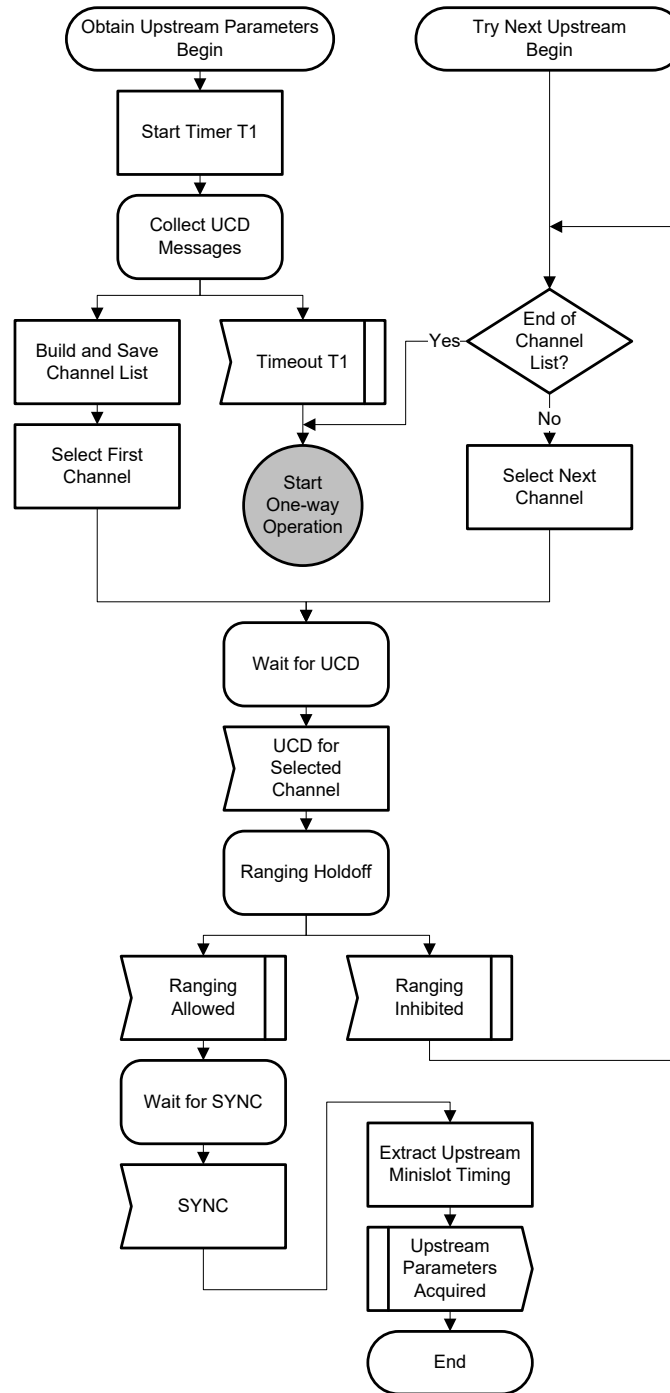 Obtain Upstream Parameters
Begin
Try Next Upstream
Begin
Start Timer T1
Collect UCD
Messages
Build and Save
Channel List
Timeout T1
Yes
End of
Channel
List?
No
Select First
Channel
Start
One-way
Operation
Select Next
Channel
Wait for UCD
UCD for
Selected
Channel
Ranging Holdoff
Ranging
Allowed
Ranging
Inhibited
Wait for SYNC
SYNC
Extract Upstream
Minislot Timing
Upstream
Parameters
Acquired
End